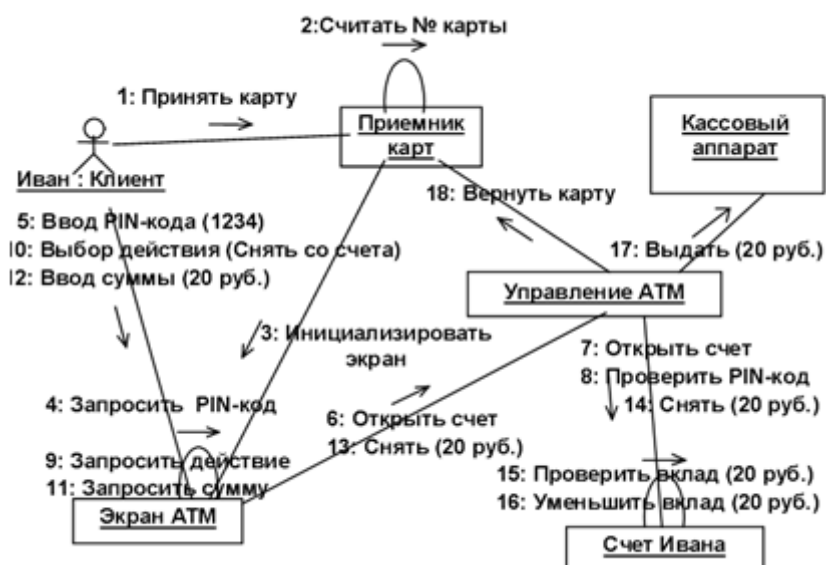 2:Считать № карты
1: Принять карту
Приемник
карт
Кассовый
аппарат
Иван : Клиент
18: Вернуть карту
5: Ввод PIN-кода (1234)
10: Выбор действия (Снять со счета)
12: Ввод суммы (20 руб.)
17: Выдать (20 руб.)
Управление АТМ
3: Инициализировать
экран
7: Открыть счет
8: Проверить PIN-код
14: Снять (20 руб.)
4: Запросить PIN-код
6: Открыть счет
13: Снять (20 руб.)
9: Запросить действие
11: Запросить сумму
15: Проверить вклад (20 руб.)
16: Уменьшить вклад (20 руб.)
Экран АТМ
Счет Ивана